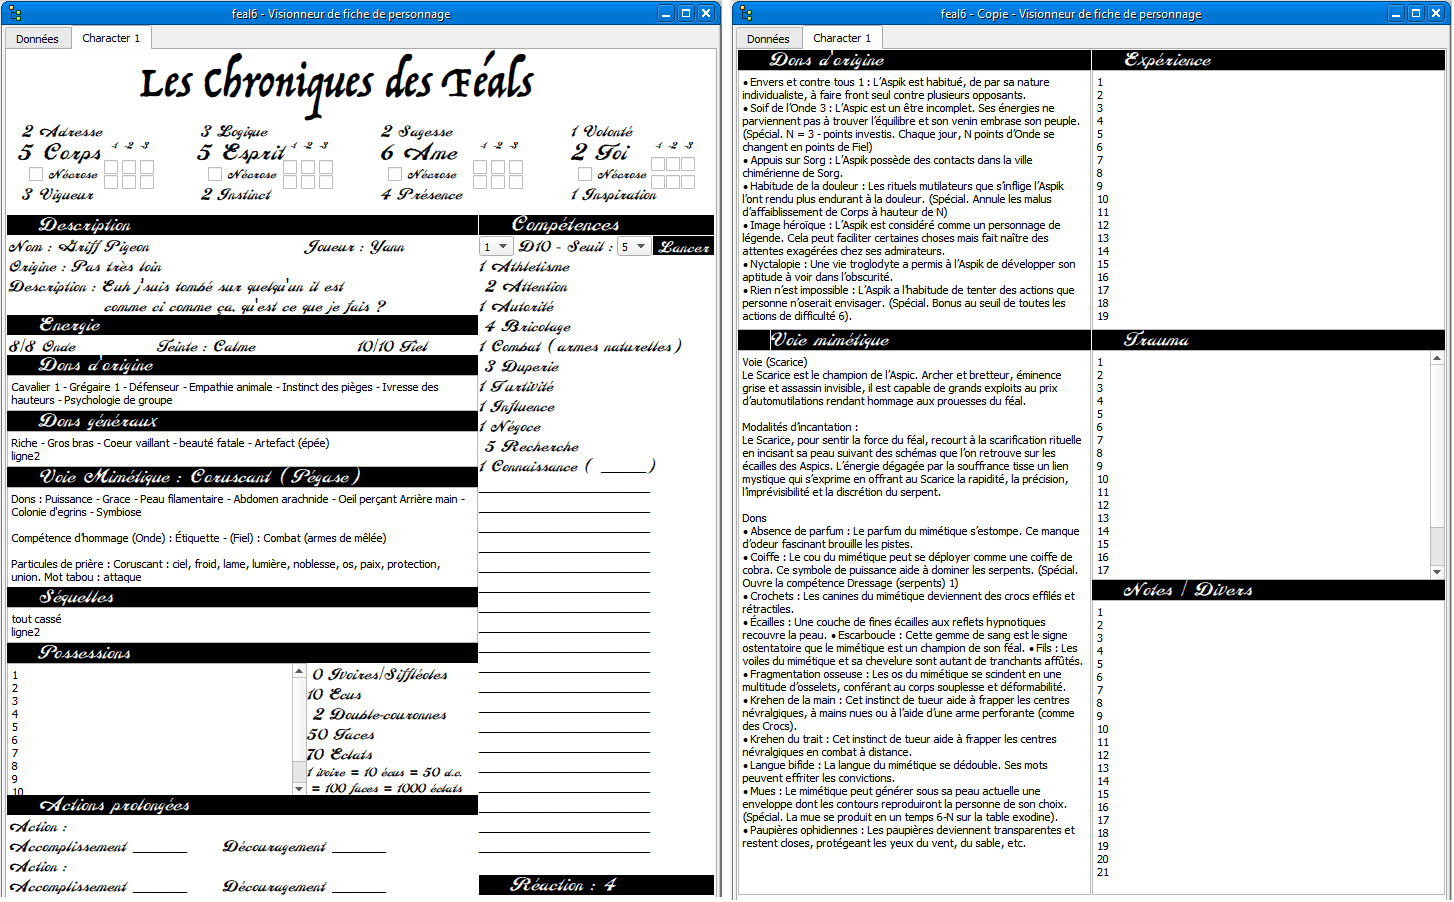 feal6 - Visionneur de fiche de personnage
Données
Character 1
Les Chroniques des Féals
2 Adresse
3 Logique
2 Sagesse
1 Volonté
5 Corps
1 2 3
5 Esprit
1 2 3
6 Ame
1 2 3
2 Foi
1 2 3
Nécrose
Nécrose
Nécrose
Nécrose
3 Vigueur
2 Instinct
4 Présence
1 Inspiration
Description
Nom : Griff Pigeon
Joueur : Yann
Origine : Pas très loin
Description : Euh j'suis tombé sur quelqu'un il est
comme ci comme ça, qu'est ce que je fais ?
Energie
8/8 Onde
Teinte : Calme
10/10 Fiel
Dons d'origine
Cavalier 1 - Grégaire 1 - Défenseur - Empathie animale - Instinct des pièges - Ivresse des
hauteurs - Psychologie de groupe
Dons généraux
Riche - Gros bras - Coeur vaillant - beauté fatale - Artefact (épée)
ligne2
Voie Mimétique : Coruscant (Pégase)
Dons : Puissance - Grace - Peau filamentaire - Abdomen arachnide - Oeil perçant Arrière main -
Colonie d'egrins - Symbiose
Compétence d'hommage (Onde) : Étiquette - (Fiel) : Combat (armes de mêlée)
Particules de prière : Coruscant : ciel, froid, lame, lumière, noblesse, os, paix, protection,
union. Mot tabou : attaque
Séquelles
tout cassé
ligne2
Possessions
1
2
3
4
5
6
7
8
9
10
0 Ivoires/Siffléoles
10 Ecus
2 Double-couronnes
50 Faces
70 Eclats
1 ivoire = 10 écus = 50 d.c.
= 100 faces = 1000 éclats
Actions prolongées
Action :
Accomplissement ______ Découragement ______
Action :
Accomplissement ______ Découragement ______
Compétences
1 D10 - Seuil : 5 Lancer
1 Athletisme
2 Attention
1 Autorité
4 Bricolage
1 Combat (armes naturelles)
3 Duperie
1 Furtivité
1 Influence
1 Négoce
5 Recherche
1 Connaissance ( _____ )
Réaction : 4
feal6 - Copie - Visionneur de fiche de personnage
Données
Character 1
Dons d'origine
• Envers et contre tous 1 : L'Aspik est habitué, de par sa nature
individualiste, à faire front seul contre plusieurs opposants.
• Soif de l'Onde 3 : L'Aspic est un être incomplet. Ses énergies ne
parviennent pas à trouver l'équilibre et son venin embrase son peuple.
(Spécial. N = 3 - points investis. Chaque jour, N points d'Onde se
changent en points de Fiel)
• Appuis sur Sorg : L'Aspik possède des contacts dans la ville
chimérienne de Sorg.
• Habitude de la douleur : Les rituels mutilateurs que s'inflige l'Aspik
l'ont rendu plus endurant à la douleur. (Spécial. Annule les malus
d'affaiblissement de Corps à hauteur de N)
• Image héroïque : L'Aspik est considéré comme un personnage de
légende. Cela peut faciliter certaines choses mais fait naître des
attentes exagérées chez ses admirateurs.
• Nyctalopie : Une vie troglodyte a permis à l'Aspik de développer son
aptitude à voir dans l'obscurité.
• Rien n'est impossible : L'Aspik a l'habitude de tenter des actions que
personne n'oserait envisager. (Spécial. Bonus au seuil de toutes les
actions de difficulté 6).
Voie mimétique
Voie (Scarice)
Le Scarice est le champion de l'Aspic. Archer et bretteur, éminence
grise et assassin invisible, il est capable de grands exploits au prix
d'automutilations rendant hommage aux prouesses du féal.
Modalités d'incantation :
Le Scarice, pour sentir la force du féal, recourt à la scarification rituelle
en incisant sa peau suivant des schémas que l'on retrouve sur les
écailles des Aspics. L'énergie dégagée par la souffrance tisse un lien
mystique qui s'exprime en offrant au Scarice la rapidité, la précision,
l'imprévisibilité et la discrétion du serpent.
Dons
• Absence de parfum : Le parfum du mimétique s'estompe. Ce manque
d'odeur fascinant brouille les pistes.
• Coiffe : Le cou du mimétique peut se déployer comme une coiffe de
cobra. Ce symbole de puissance aide à dominer les serpents. (Spécial.
Ouvre la compétence Dressage (serpents) 1)
• Crochets : Les canines du mimétique deviennent des crocs effilés et
rétractiles.
• Écailles : Une couche de fines écailles aux reflets hypnotiques
recouvre la peau. • Escarboucle : Cette gemme de sang est le signe
ostentatoire que le mimétique est un champion de son féal. • Fils : Les
voiles du mimétique et sa chevelure sont autant de tranchants affûtés.
• Fragmentation osseuse : Les os du mimétique se scindent en une
multitude d'osselets, conférant au corps souplesse et déformabilité.
• Krehen de la main : Cet instinct de tueur aide à frapper les centres
névralgiques, à mains nues ou à l'aide d'une arme perforante (comme
des Crocs).
• Krehen du trait : Cet instinct de tueur aide à frapper les centres
névralgiques en combat à distance.
• Langue bifide : La langue du mimétique se dédouble. Ses mots
peuvent effriter les convictions.
• Mues : Le mimétique peut générer sous sa peau actuelle une
enveloppe dont les contours reproduiront la personne de son choix.
(Spécial. La mue se produit en un temps 6-N sur la table exodine).
• Paupières ophidiennes : Les paupières deviennent transparentes et
restent closes, protégeant les yeux du vent, du sable, etc.
Expérience
1
2
3
4
5
6
7
8
9
10
11
12
13
14
15
16
17
18
19
Trauma
1
2
3
4
5
6
7
8
9
10
11
12
13
14
15
16
17
Notes / Divers
1
2
3
4
5
6
7
8
9
10
11
12
13
14
15
16
17
18
19
20
21